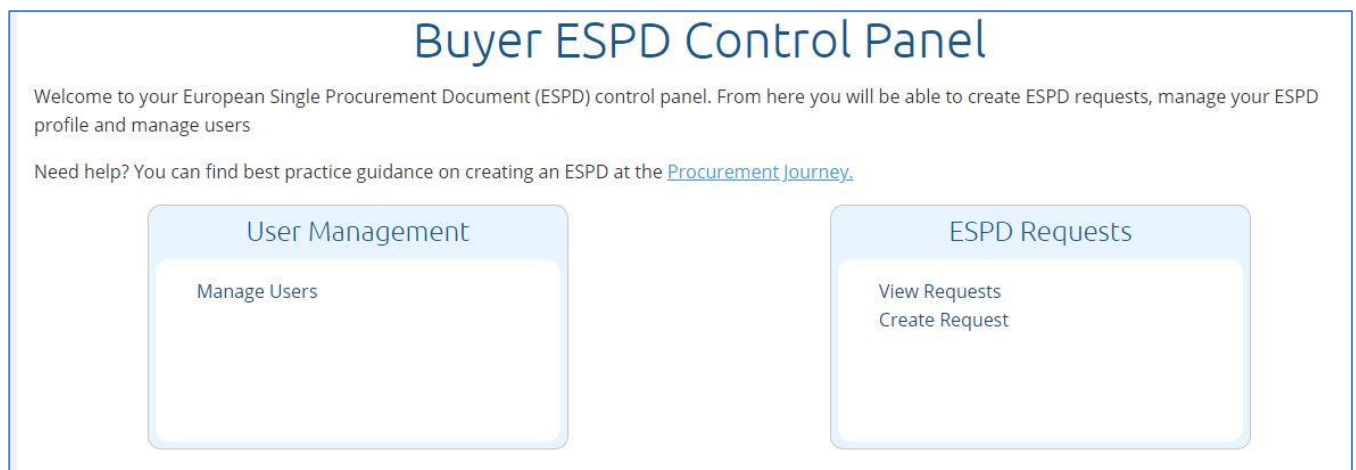 Buyer ESPD Control Panel
Welcome to your European Single Procurement Document (ESPD) control panel. From here you will be able to create ESPD requests, manage your ESPD
profile and manage users
Need help? You can find best practice guidance on creating an ESPD at the Procurement Journey.
User Management
Manage Users
ESPD Requests
View Requests
Create Request